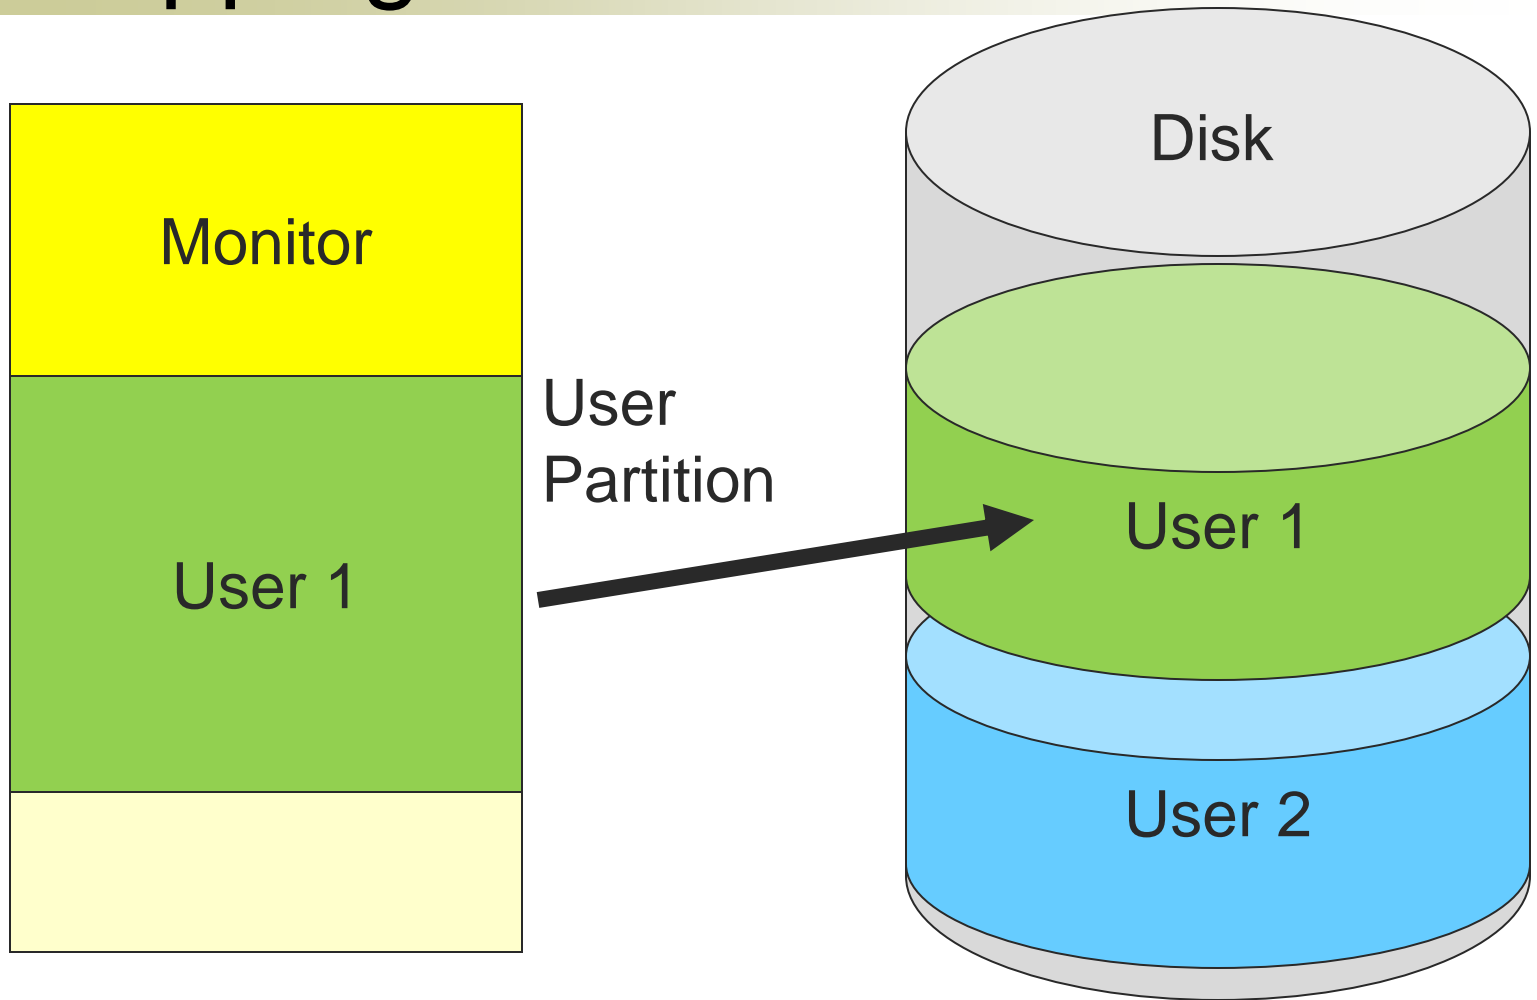 Disk
Monitor
User
Partition
User 1
User 1
User 2